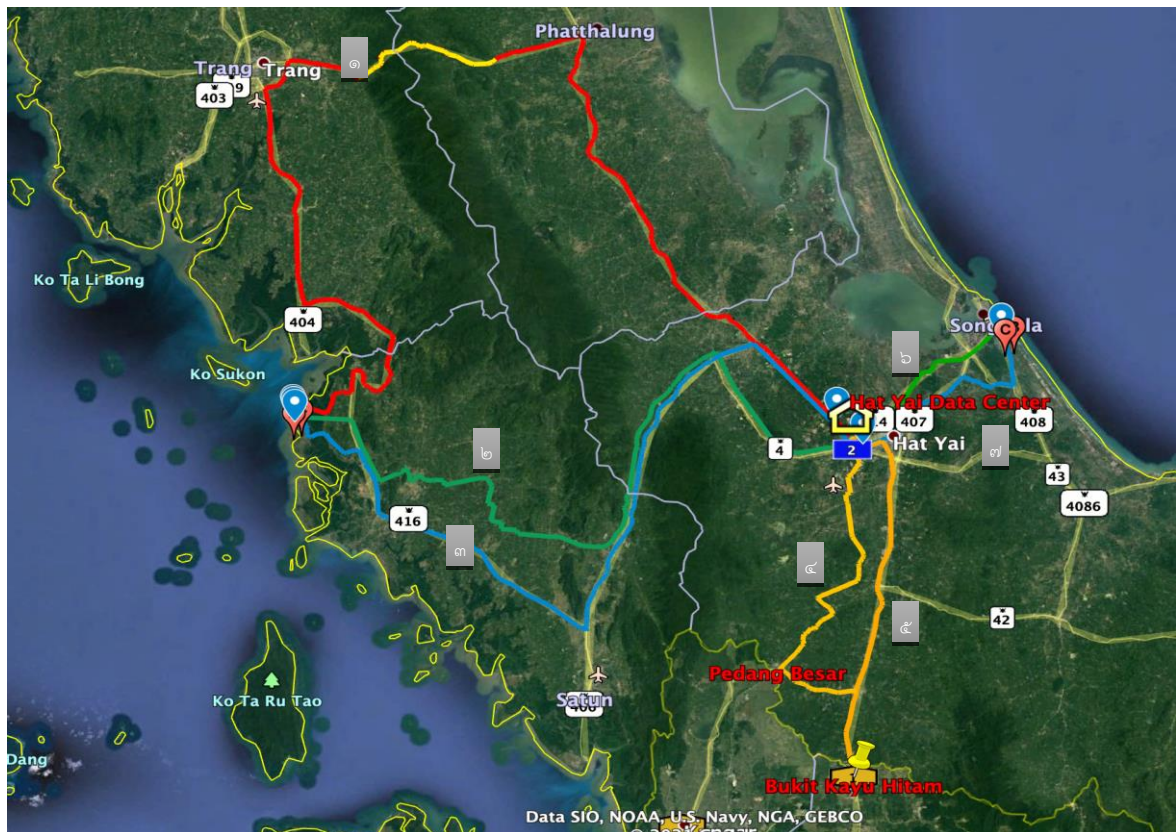 Phatthalung
๑
Trang
Trang
9
403
Ko Ta Li Bong
404
Ko Sukon
C
๖
Hat Yai Data Center
407
408
4
2
Hat Yai
๗
43
4086
๒
416
๓
๔
๕
42
Pedang Besar
Ko Ta Ru Tao
Satun
Dang
Bukit Kayu Hitam
Data SIO, NOAA, U.S. Navy, NGA, GEBCO